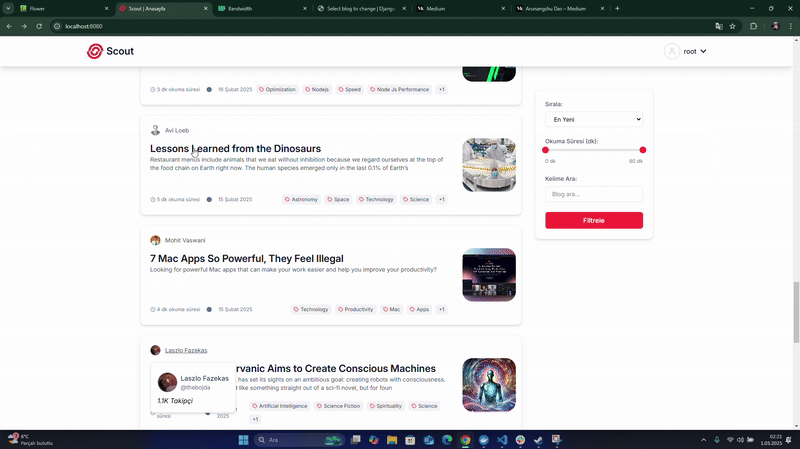 Flower
Scout | Anasayfa
Bandwidth
Select blog to change | Django
Medium
Arunangshu Das – Medium
localhost:8080
Scout
root
3 dk okuma süresi
16 Şubat 2025
Optimization
Nodejs
Speed
Node Js Performance
+1
Avi Loeb
Lessons Learned from the Dinosaurs
Restaurant menus include animals that we eat without inhibition because we regard ourselves at the top of
the food chain on Earth right now. The human species emerged only in the last 0.1% of Earth's
5 dk okuma süresi
15 Şubat 2025
Astronomy
Space
Technology
Science
+1
Mohit Vaswani
7 Mac Apps So Powerful, They Feel Illegal
Looking for powerful Mac apps that can make your work easier and help you improve your productivity?
4 dk okuma süresi
15 Şubat 2025
Technology
Productivity
Mac
Apps
+1
Laszlo Fazekas
rvanic Aims to Create Conscious Machines
has set its sights on an ambitious goal: creating robots with consciousness.
like something straight out of a sci-fi novel, but for foun
Laszlo Fazekas
@thebojda
1.1K Takipçi
süresi
2025
Artificial Intelligence
Science Fiction
Spirituality
Science
+1
Sırala:
En Yeni
Okuma Süresi (dk):
0 dk
60 dk
Kelime Ara:
Blog ara...
Filtrele
6°C
Parçalı bulutlu
Ara
02:21
1.03.2025